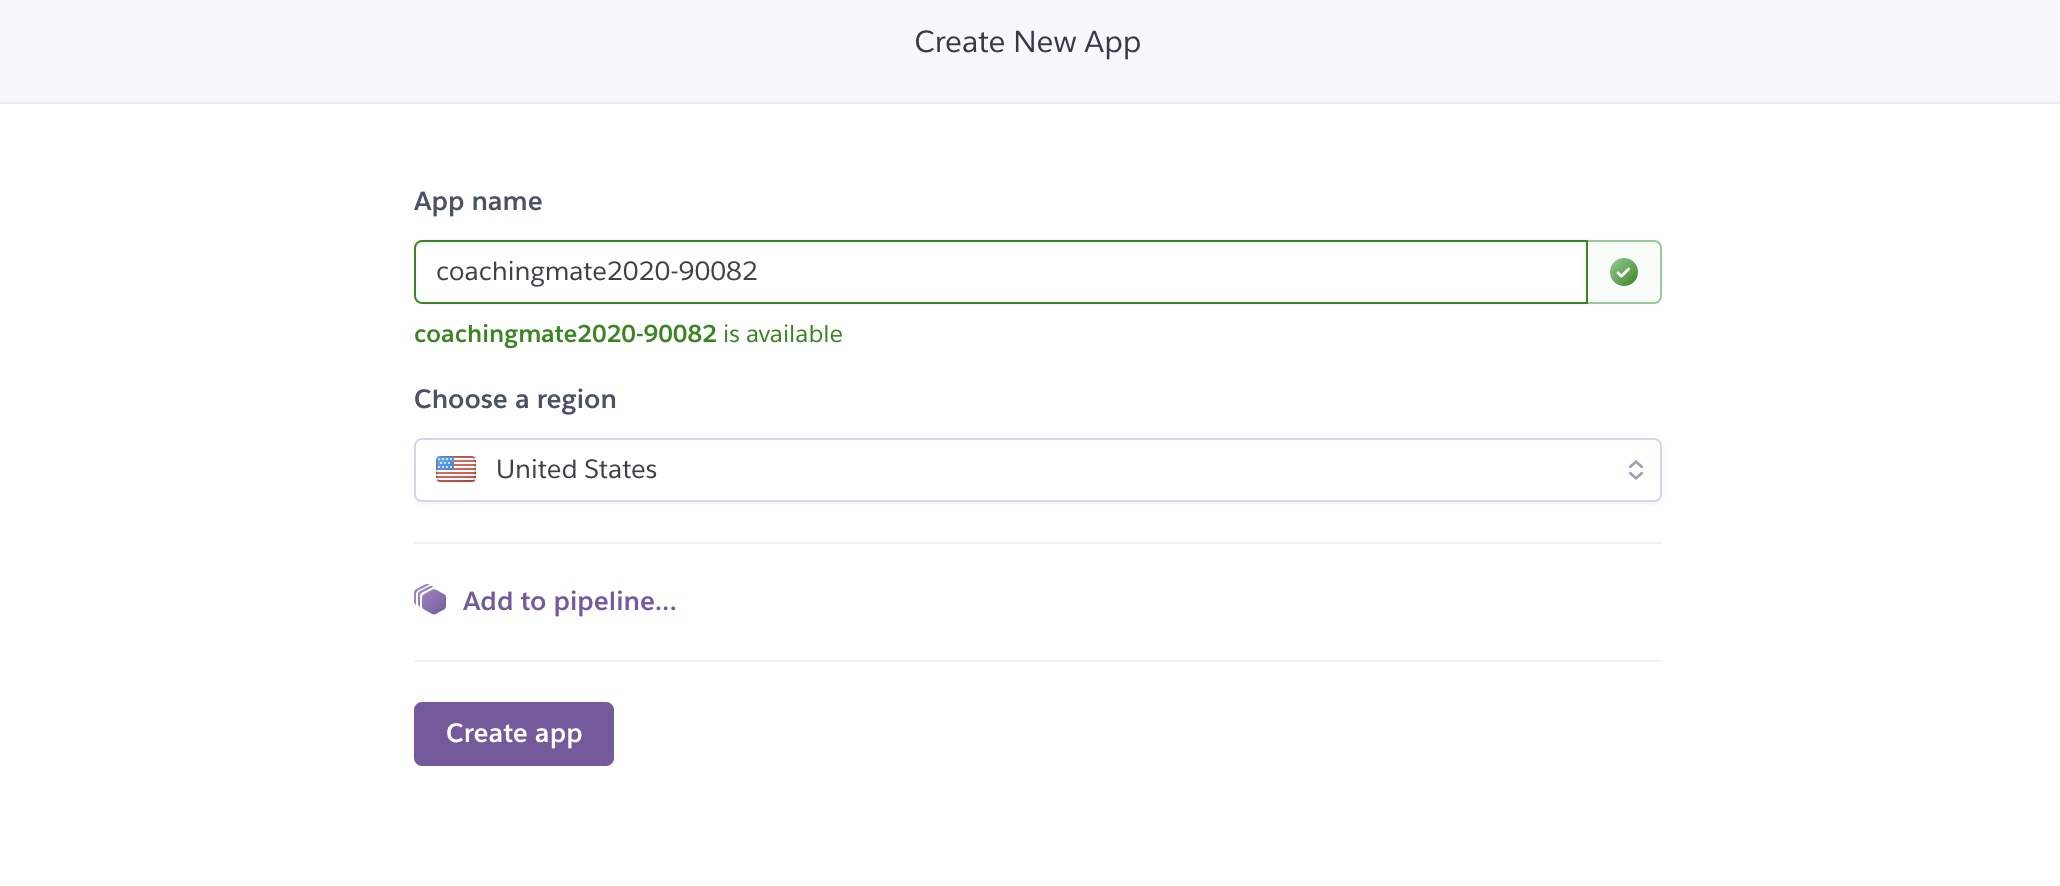 Create New App
App name
coachingmate2020-90082
coachingmate2020-90082 is available
Choose a region
United States
Add to pipeline...
Create app